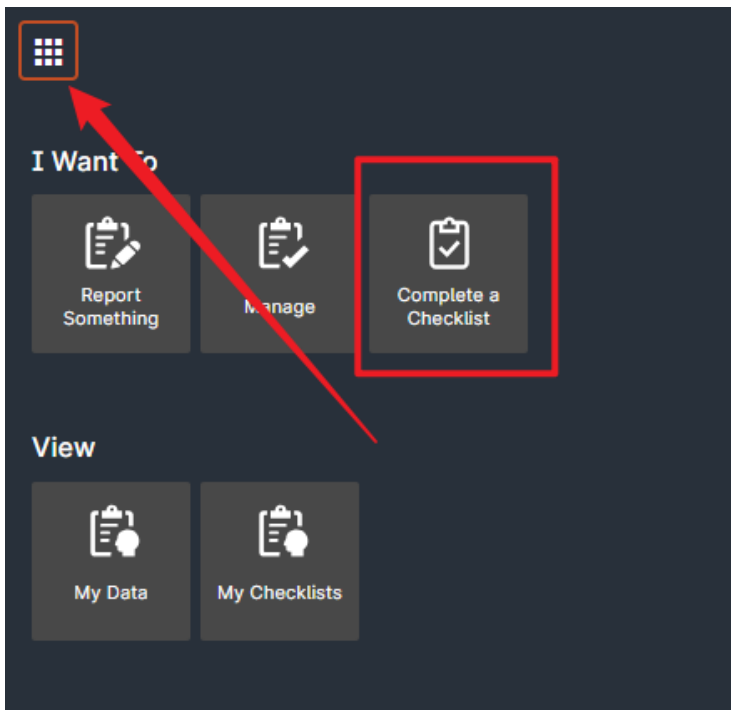 I Want To
Report
Something
Manage
Complete a
Checklist
View
My Data
My Checklists